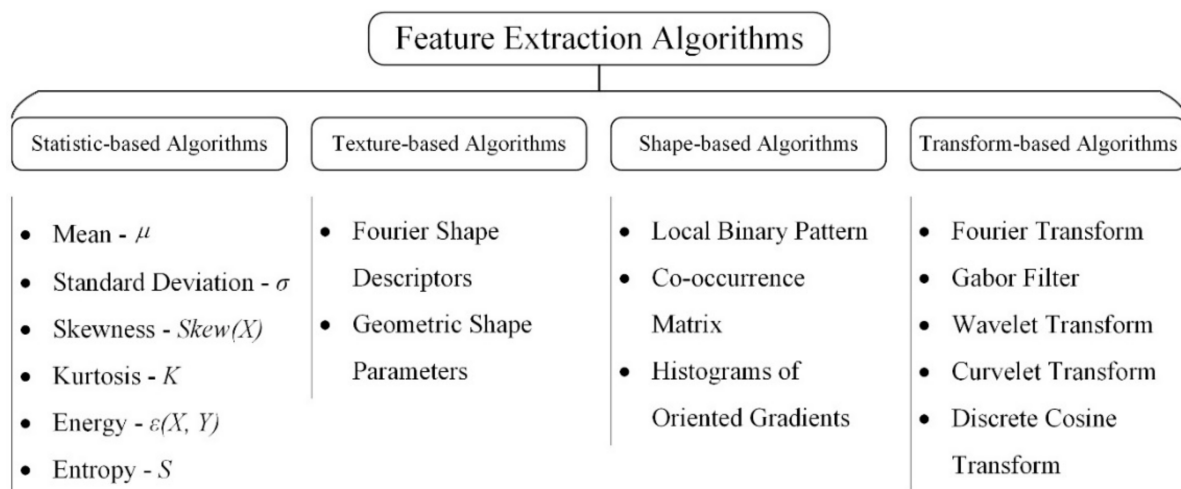 Feature Extraction Algorithms
Statistic-based Algorithms
Texture-based Algorithms
Shape-based Algorithms
Transform-based Algorithms
• Mean - μ
• Standard Deviation - σ
• Skewness - Skew(X)
• Kurtosis - K
• Energy - ε(X, Y)
• Entropy - S
• Fourier Shape
Descriptors
• Geometric Shape
Parameters
• Local Binary Pattern
• Co-occurrence
Matrix
• Histograms of
Oriented Gradients
• Fourier Transform
• Gabor Filter
• Wavelet Transform
• Curvelet Transform
• Discrete Cosine
Transform